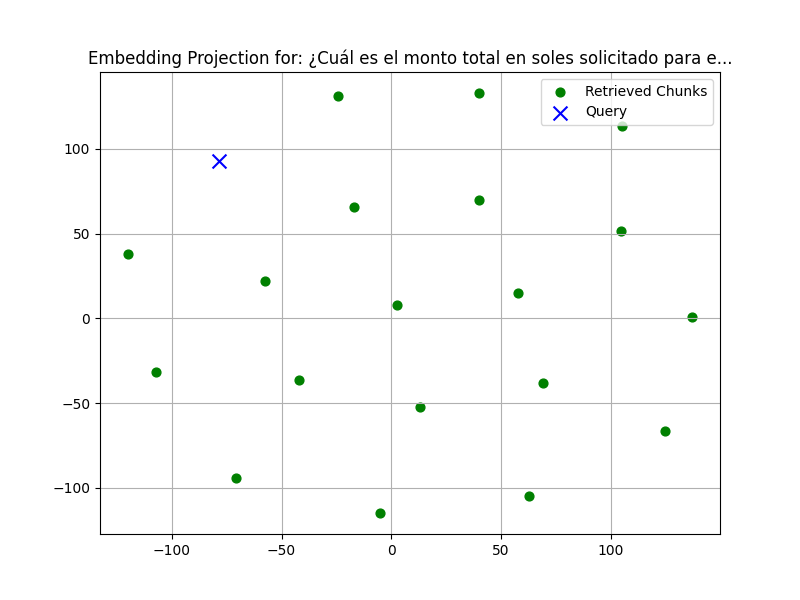 Embedding Projection for: ¿Cuál es el monto total en soles solicitado para e...
Retrieved Chunks
Query
100
50
0
−50
−100
−100 −50 0 50 100